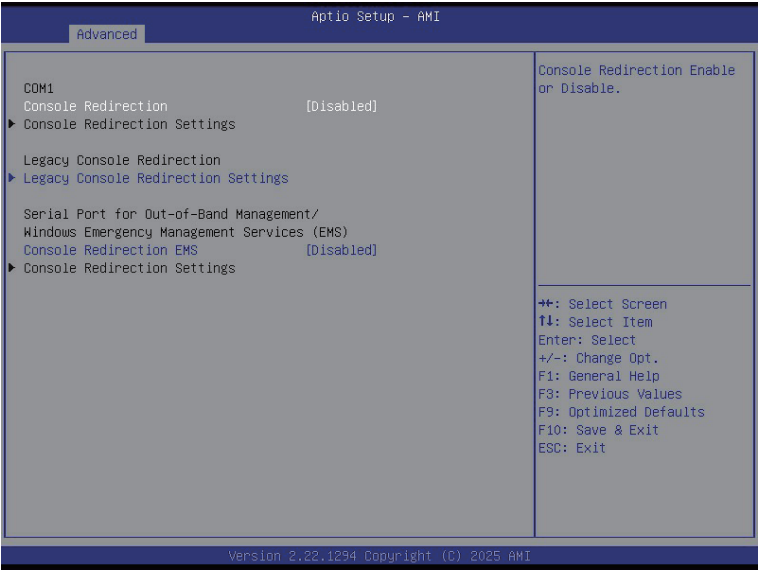 Aptio Setup – AMI
Advanced
COM1
Console Redirection [Disabled]
▶ Console Redirection Settings
Legacy Console Redirection
▶ Legacy Console Redirection Settings
Serial Port for Out-of-Band Management/
Windows Emergency Management Services (EMS)
Console Redirection EMS [Disabled]
▶ Console Redirection Settings
Console Redirection Enable
or Disable.
→←: Select Screen
↑↓: Select Item
Enter: Select
+/-: Change Opt.
F1: General Help
F3: Previous Values
F9: Optimized Defaults
F10: Save & Exit
ESC: Exit
Version 2.22.1294 Copyright (C) 2025 AMI